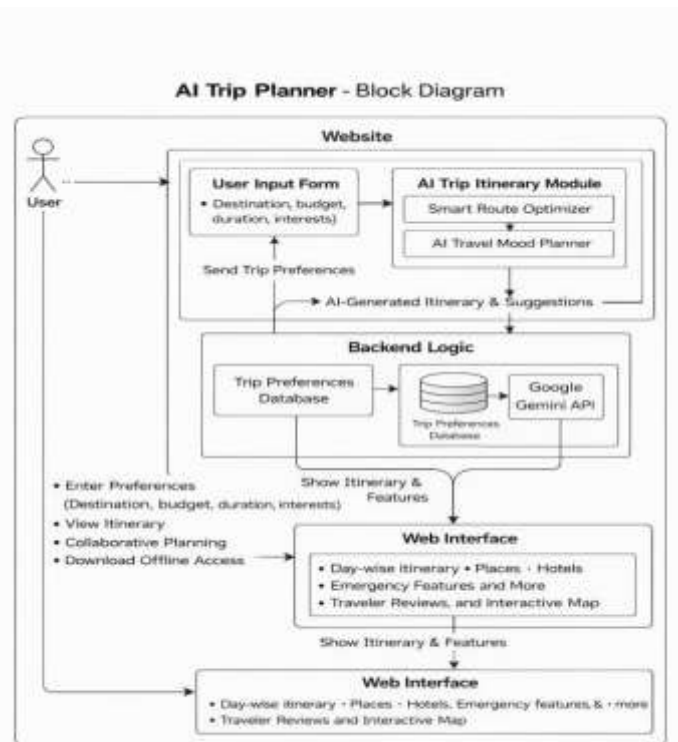 AI Trip Planner - Block Diagram
Website
User
User Input Form
• Destination, budget,
duration, interests)
AI Trip Itinerary Module
Smart Route Optimizer
AI Travel Mood Planner
Send Trip Preferences
AI-Generated Itinerary & Suggestions
Backend Logic
Trip Preferences
Database
Trip Preferences
Database
Google
Gemini API
• Enter Preferences
(Destination, budget, duration, interests)
• View Itinerary
• Collaborative Planning
• Download Offline Access
Show Itinerary &
Features
Web Interface
• Day-wise itinerary • Places · Hotels
• Emergency Features and More
• Traveler Reviews, and Interactive Map
Show Itinerary & Features
Web Interface
• Day-wise itinerary · Places · Hotels, Emergency features, & · more
• Traveler Reviews and Interactive Map